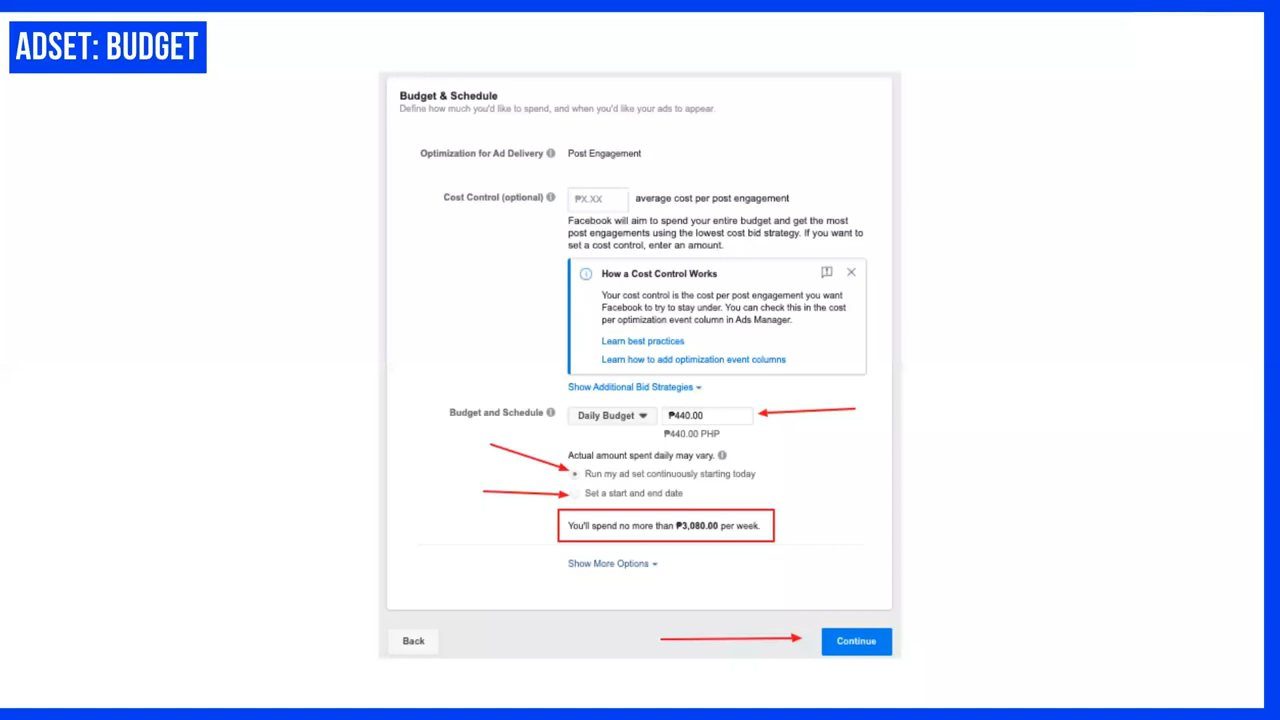 ADSET: BUDGET
Budget & Schedule
Define how much you'd like to spend, and when you'd like your ads to appear.
Optimization for Ad Delivery
Post Engagement
Cost Control (optional)
₱X.XX
average cost per post engagement
Facebook will aim to spend your entire budget and get the most
post engagements using the lowest cost bid strategy. If you want to
set a cost control, enter an amount.
How a Cost Control Works
Your cost control is the cost per post engagement you want
Facebook to try to stay under. You can check this in the cost
per optimization event column in Ads Manager.
Learn best practices
Learn how to add optimization event columns
Show Additional Bid Strategies
Budget and Schedule
Daily Budget
₱440.00
₱440.00 PHP
Actual amount spent daily may vary.
Run my ad set continuously starting today
Set a start and end date
You'll spend no more than ₱3,080.00 per week.
Show More Options
Back
Continue